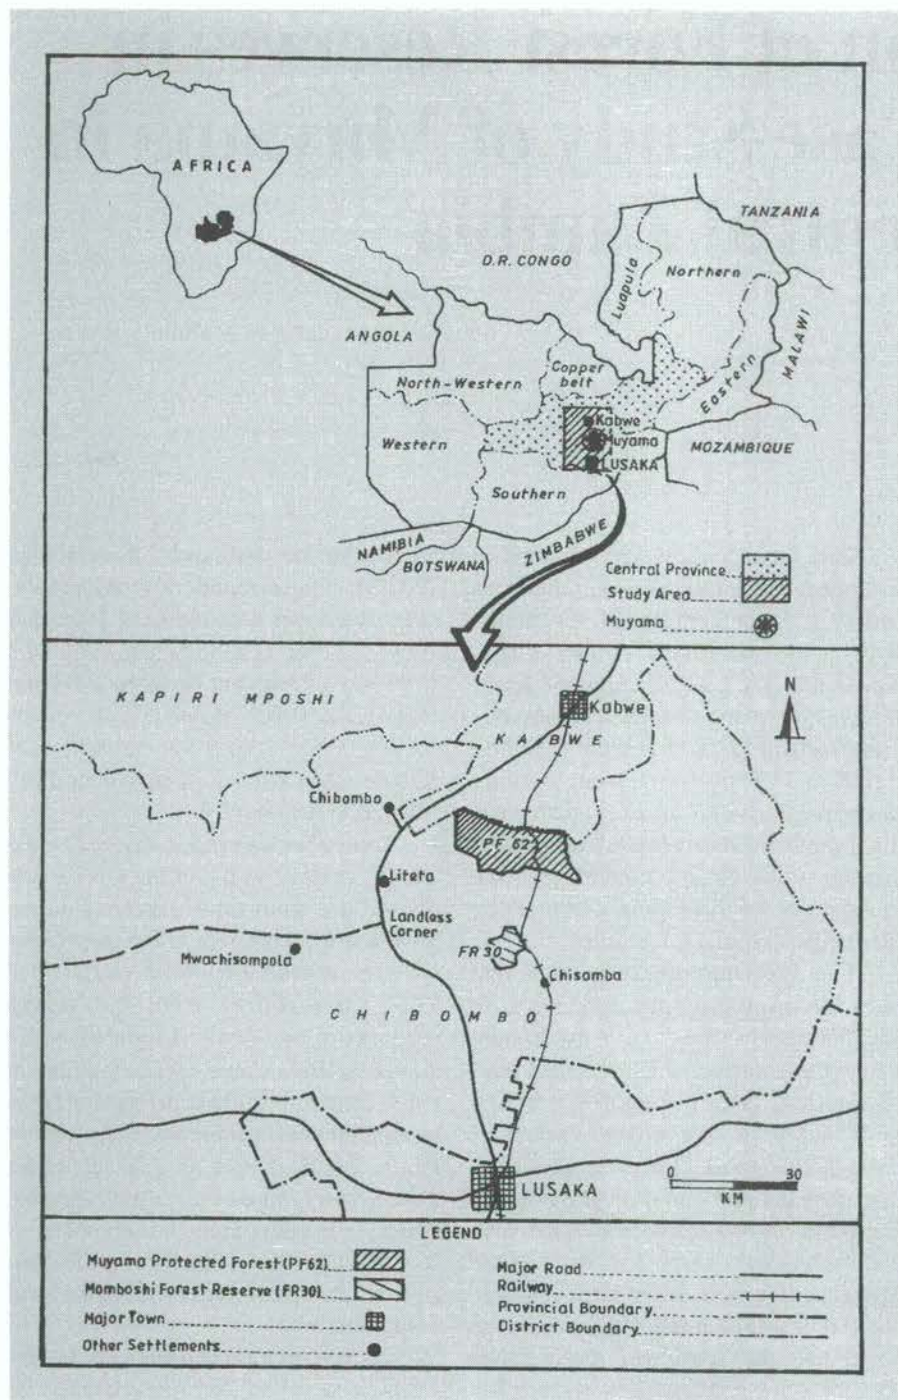 AFRICA
TANZANIA
D.R. CONGO
Luapula
Northern
ANGOLA
MALAWI
Copper
belt
North-Western
Eastern
Kabwe
Western
Muyama
MOZAMBIQUE
LUSAKA
Southern
ZIMBABWE
NAMIBIA
BOTSWANA
Central Province
Study Area
Muyama
KAPIRI MPOSHI
N
Kabwe
KABWE
Chibombo
PF 62
Liteta
Landless
Corner
FR 30
Mwachisompola
Chisamba
CHIBOMBO
0 30
KM
LUSAKA
LEGEND
Muyama Protected Forest (PF62)
Momboshi Forest Reserve (FR30)
Major Town
Other Settlements
Major Road
Railway
Provincial Boundary
District Boundary